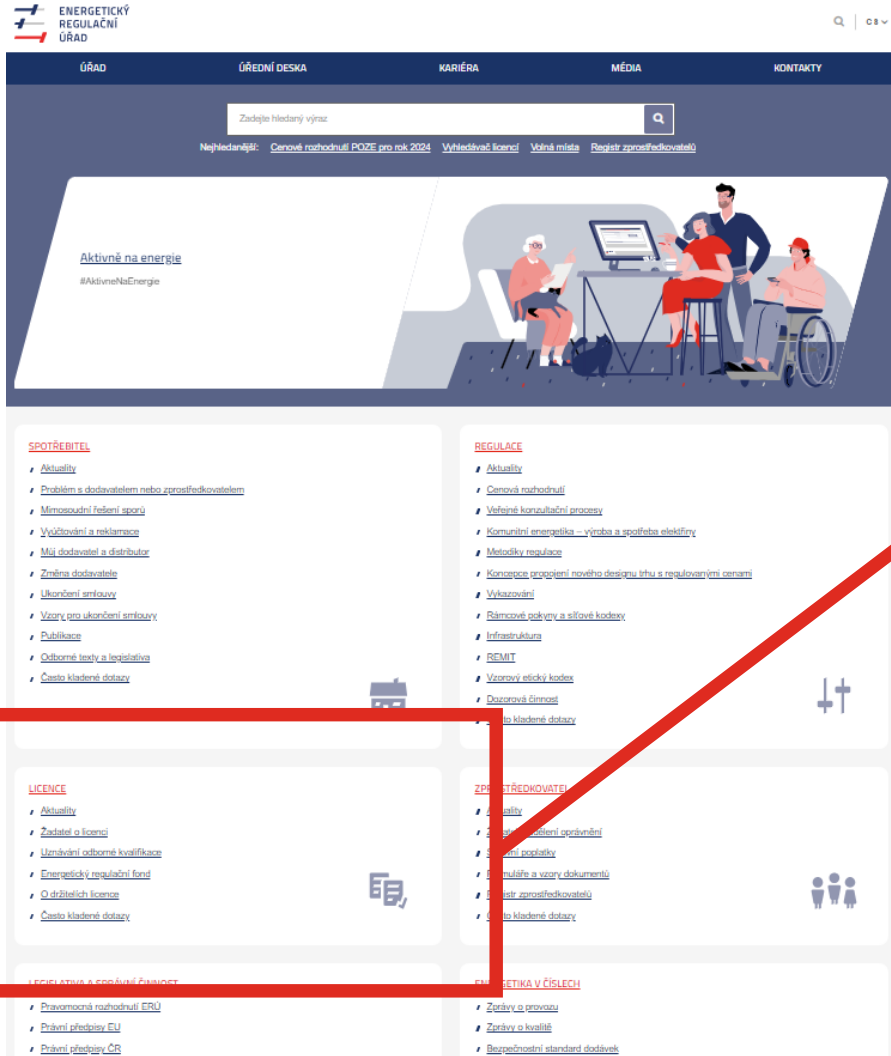 ENERGETICKÝ
REGULAČNÍ
ÚŘAD
CS
ÚŘAD ÚŘEDNÍ DESKA KARIÉRA MÉDIA KONTAKTY
Zadejte hledaný výraz
Nejhledanější: Cenové rozhodnutí POZE pro rok 2024 Vyhledávač licencí Volná místa Registr zprostředkovatelů
Aktivně na energie
#AktivneNaEnergie
SPOTŘEBITEL
Aktuality
Problém s dodavatelem nebo zprostředkovatelem
Mimosoudní řešení sporů
Vyúčtování a reklamace
Můj dodavatel a distributor
Změna dodavatele
Ukončení smlouvy
Vzory pro ukončení smlouvy
Publikace
Odborné texty a legislativa
Často kladené dotazy
REGULACE
Aktuality
Cenová rozhodnutí
Veřejné konzultační procesy
Komunitní energetika – výroba a spotřeba elektřiny
Metodiky regulace
Koncepce propojení nového designu trhu s regulovanými cenami
Vykazování
Rámcové pokyny a síťové kodexy
Infrastruktura
REMIT
Vzorový etický kodex
Dozorová činnost
kladené dotazy
LICENCE
Aktuality
Žadatel o licenci
Uznávání odborné kvalifikace
Energetický regulační fond
O držitelích licence
Často kladené dotazy
poplatky
a vzory dokumentů
zprostředkovatelů
kladené dotazy
LEGISLATIVA A SPRÁVNÍ ČINNOST
Pravomocná rozhodnutí ERÚ
Právní předpisy EU
Právní předpisy ČR
V ČÍSLECH
Zprávy o provozu
Zprávy o kvalitě
Bezpečnostní standard dodávek